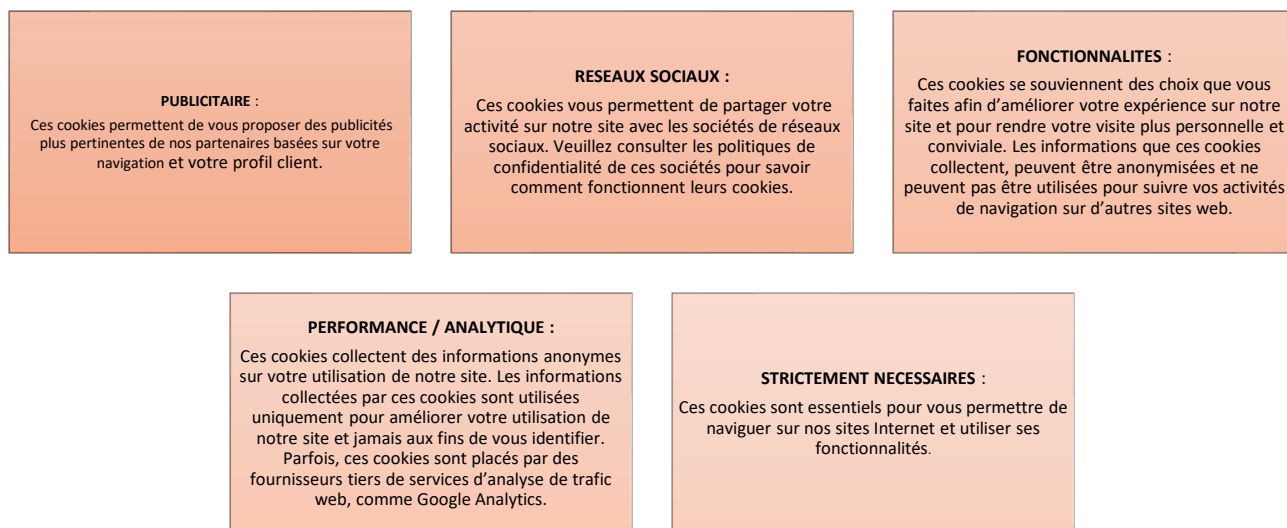 PUBLICITAIRE :
Ces cookies permettent de vous proposer des publicités
plus pertinentes de nos partenaires basées sur votre
navigation et votre profil client.
RESEAUX SOCIAUX :
Ces cookies vous permettent de partager votre
activité sur notre site avec les sociétés de réseaux
sociaux. Veuillez consulter les politiques de
confidentialité de ces sociétés pour savoir
comment fonctionnent leurs cookies.
FONCTIONNALITES :
Ces cookies se souviennent des choix que vous
faites afin d’améliorer votre expérience sur notre
site et pour rendre votre visite plus personnelle et
conviviale. Les informations que ces cookies
collectent, peuvent être anonymisées et ne
peuvent pas être utilisées pour suivre vos activités
de navigation sur d’autres sites web.
PERFORMANCE / ANALYTIQUE :
Ces cookies collectent des informations anonymes
sur votre utilisation de notre site. Les informations
collectées par ces cookies sont utilisées
uniquement pour améliorer votre utilisation de
notre site et jamais aux fins de vous identifier.
Parfois, ces cookies sont placés par des
fournisseurs tiers de services d’analyse de trafic
web, comme Google Analytics.
STRICTEMENT NECESSAIRES :
Ces cookies sont essentiels pour vous permettre de
naviguer sur nos sites Internet et utiliser ses
fonctionnalités.